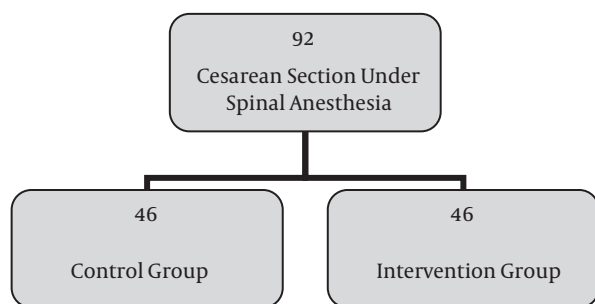 92
Cesarean Section Under
Spinal Anesthesia
46
Control Group
46
Intervention Group